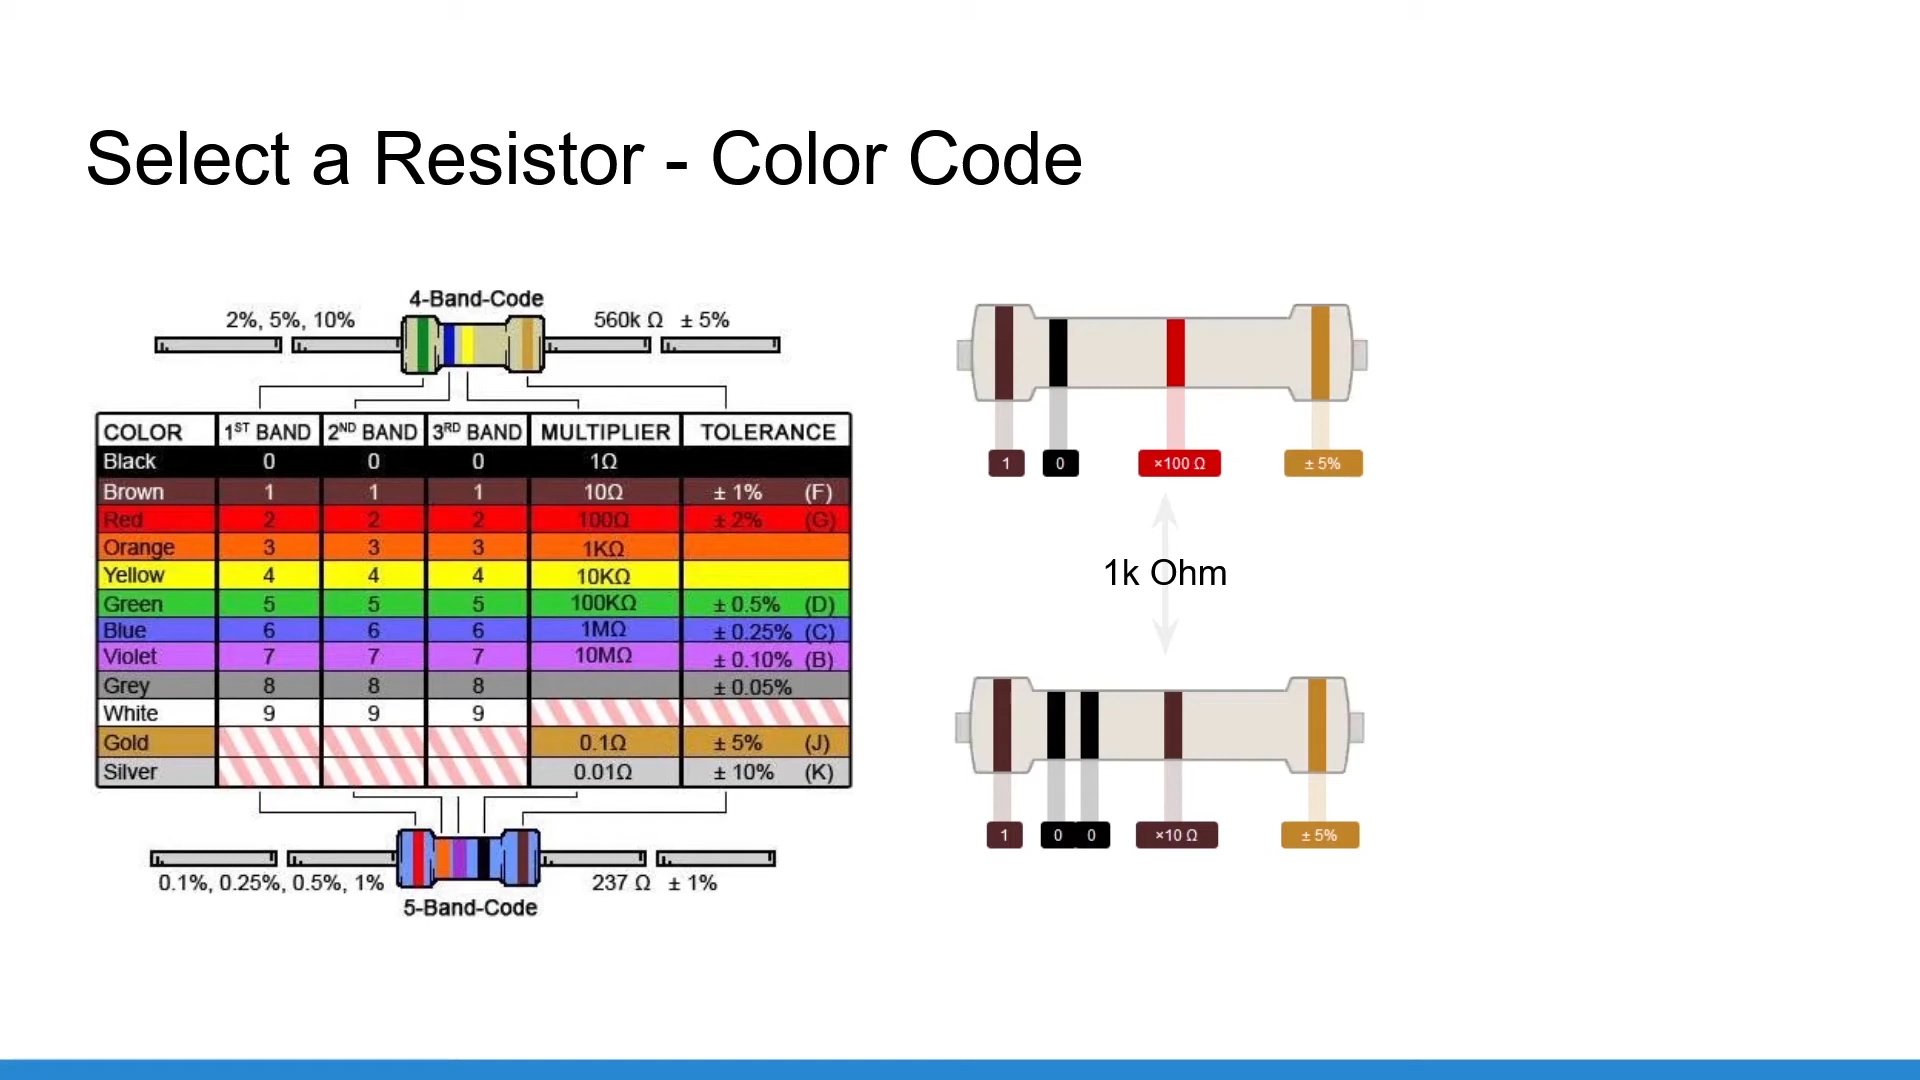 Select a Resistor - Color Code
4-Band-Code
2%, 5%, 10% 560k Ω ± 5%
COLOR 1ST BAND 2ND BAND 3RD BAND MULTIPLIER TOLERANCE
Black 0 0 0 1Ω
Brown 1 1 1 10Ω ± 1% (F)
Red 2 2 2 100Ω ± 2% (G)
Orange 3 3 3 1KΩ
Yellow 4 4 4 10KΩ
Green 5 5 5 100KΩ ± 0.5% (D)
Blue 6 6 6 1MΩ ± 0.25% (C)
Violet 7 7 7 10MΩ ± 0.10% (B)
Grey 8 8 8 ± 0.05%
White 9 9 9
Gold 0.1Ω ± 5% (J)
Silver 0.01Ω ± 10% (K)
0.1%, 0.25%, 0.5%, 1% 237 Ω ± 1%
5-Band-Code
1 0 ×100 Ω ± 5%
1k Ohm
1 0 0 ×10 Ω ± 5%